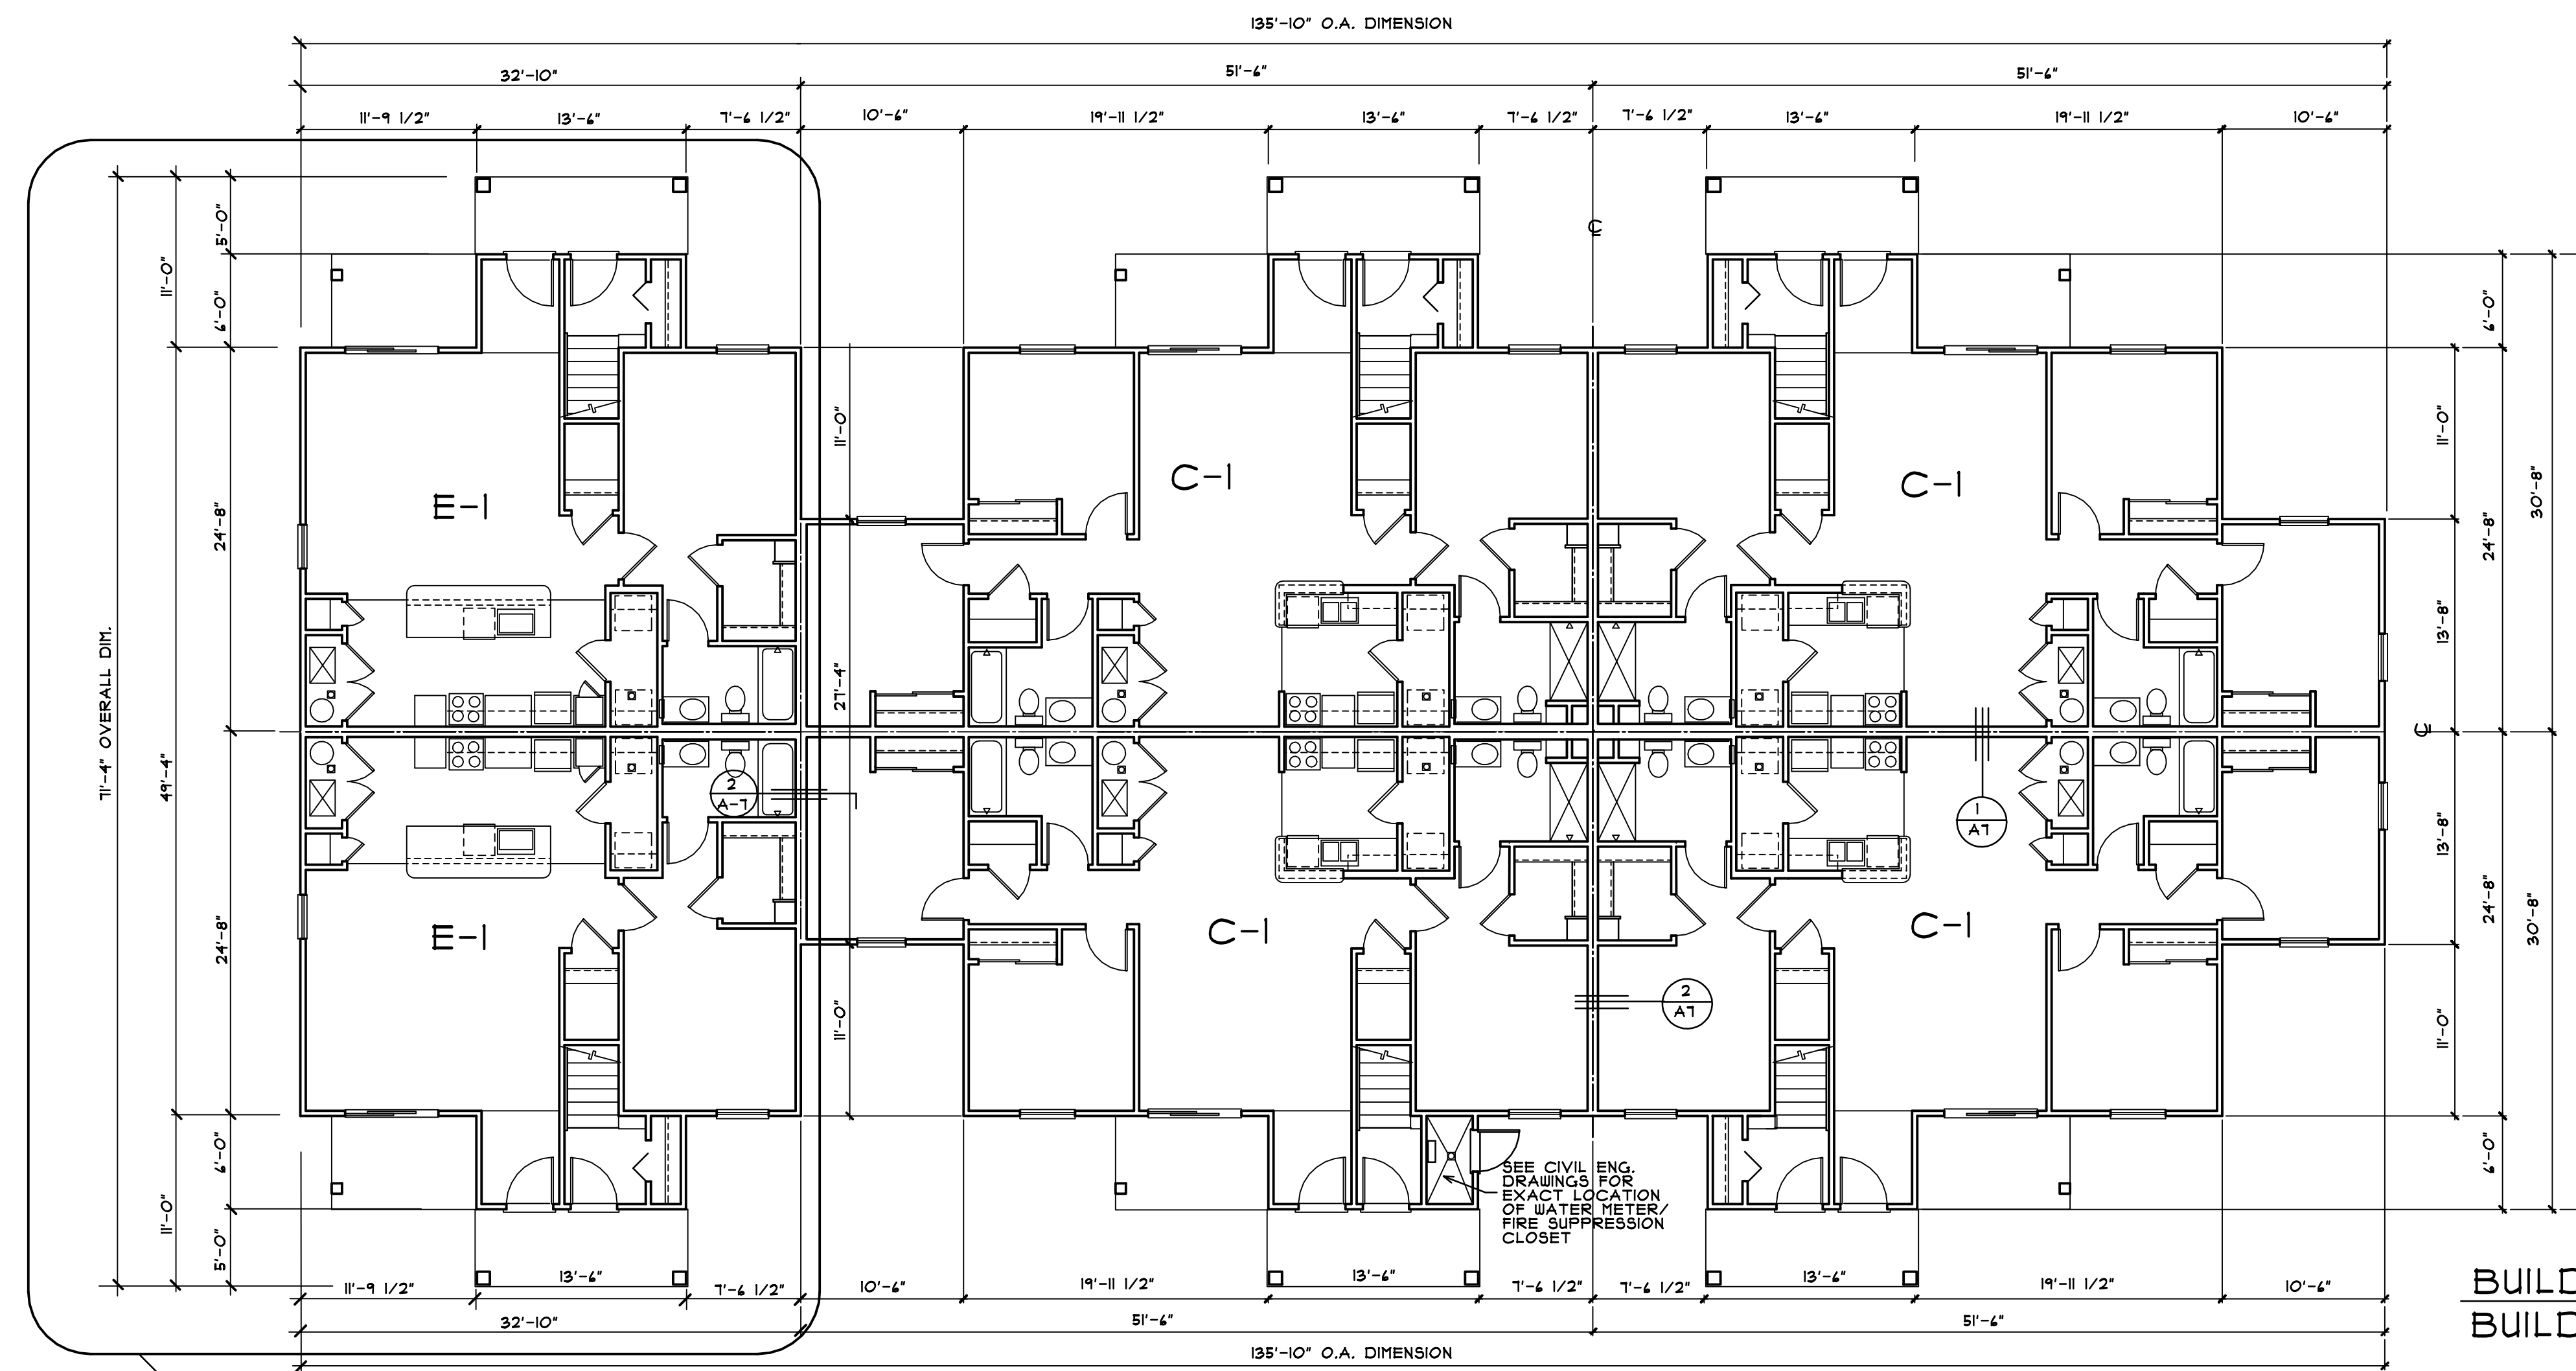 135'-10" O.A. DIMENSION
32'-10"
51'-6"
51'-6"
11'-9 1/2"
13'-6"
7'-6 1/2"
10'-6"
19'-11 1/2"
13'-6"
7'-6 1/2"
7'-6 1/2"
13'-6"
19'-11 1/2"
10'-6"
71'-4" OVERALL DIM.
11'-0"
49'-4"
11'-0"
5'-0"
6'-0"
24'-8"
24'-8"
6'-0"
5'-0"
E-1
E-1
11'-0"
27'-4"
11'-0"
C-1
C-1
C-1
C-1
2
A-7
1
A7
2
A7
6'-0"
11'-0"
24'-8"
30'-8"
13'-8"
13'-8"
24'-8"
30'-8"
11'-0"
6'-0"
SEE CIVIL ENG.
DRAWINGS FOR
EXACT LOCATION
OF WATER METER/
FIRE SUPPRESSION
CLOSET
11'-9 1/2"
13'-6"
7'-6 1/2"
10'-6"
19'-11 1/2"
13'-6"
7'-6 1/2"
7'-6 1/2"
13'-6"
19'-11 1/2"
10'-6"
32'-10"
51'-6"
51'-6"
135'-10" O.A. DIMENSION
BUILD
BUILD